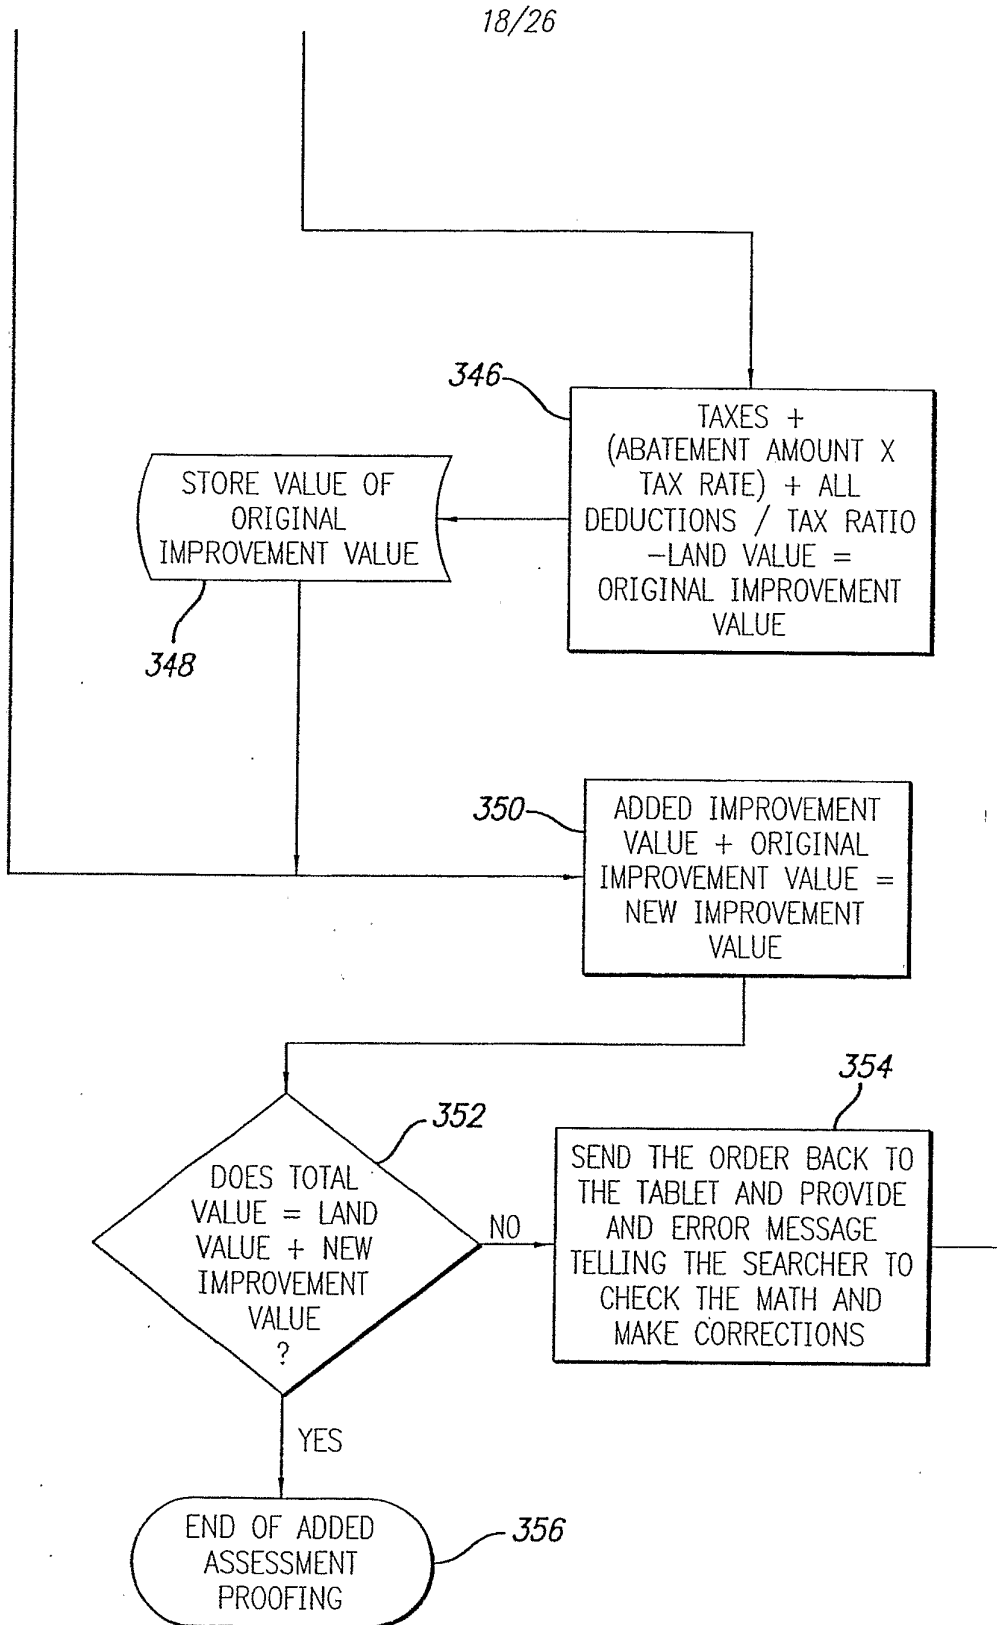 18/26
346
TAXES +
(ABATEMENT AMOUNT X
TAX RATE) + ALL
DEDUCTIONS / TAX RATIO
-LAND VALUE =
ORIGINAL IMPROVEMENT
VALUE
STORE VALUE OF
ORIGINAL
IMPROVEMENT VALUE
348
350
ADDED IMPROVEMENT
VALUE + ORIGINAL
IMPROVEMENT VALUE =
NEW IMPROVEMENT
VALUE
352
DOES TOTAL
VALUE = LAND
VALUE + NEW
IMPROVEMENT
VALUE
?
NO
354
SEND THE ORDER BACK TO
THE TABLET AND PROVIDE
AND ERROR MESSAGE
TELLING THE SEARCHER TO
CHECK THE MATH AND
MAKE CORRECTIONS
YES
END OF ADDED
ASSESSMENT
PROOFING
356